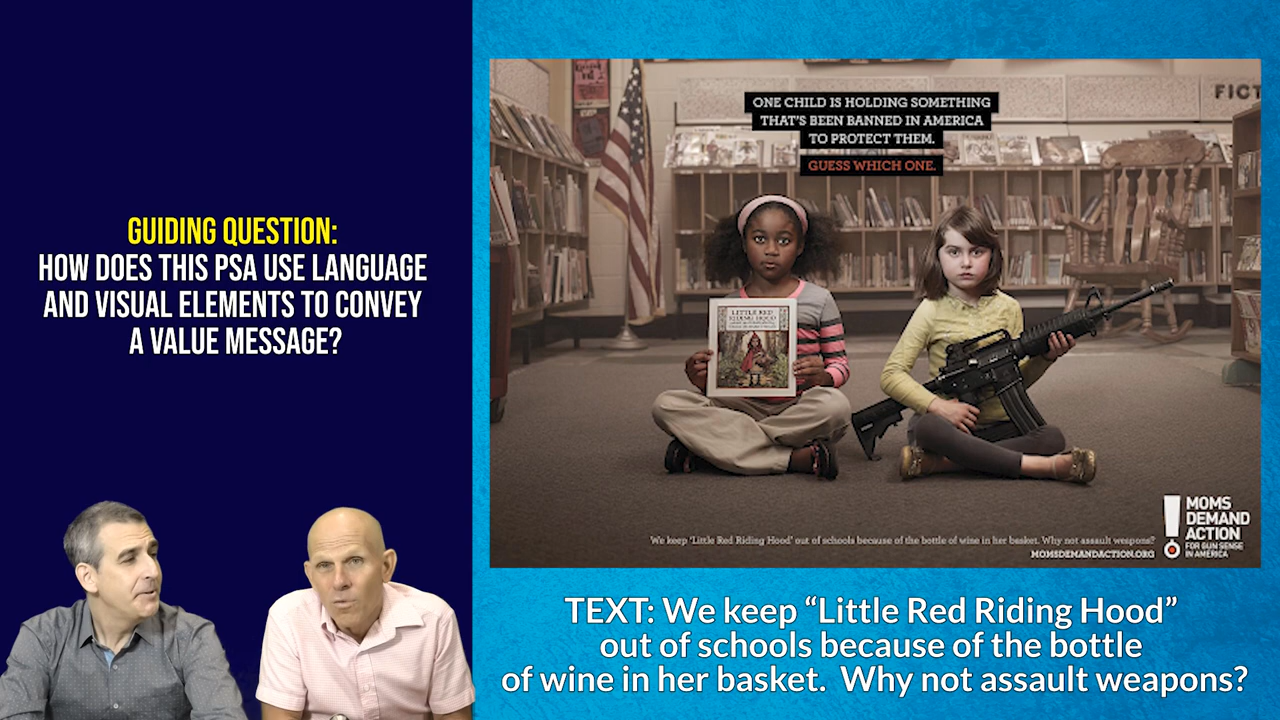 GUIDING QUESTION:
HOW DOES THIS PSA USE LANGUAGE
AND VISUAL ELEMENTS TO CONVEY
A VALUE MESSAGE?
ONE CHILD IS HOLDING SOMETHING
THAT'S BEEN BANNED IN AMERICA
TO PROTECT THEM.
GUESS WHICH ONE.
FICT
LITTLE RED
RIDING HOOD
We keep 'Little Red Riding Hood' out of schools because of the bottle of wine in her basket. Why not assault weapons?
MOMSDEMANDACTION.ORG
MOMS
DEMAND
ACTION
FOR GUN SENSE
IN AMERICA
TEXT: We keep “Little Red Riding Hood”
out of schools because of the bottle
of wine in her basket.  Why not assault weapons?